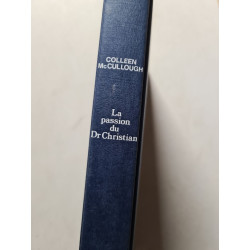 COLLEEN
McCULLOUGH
La
passion
du
Dr Christian